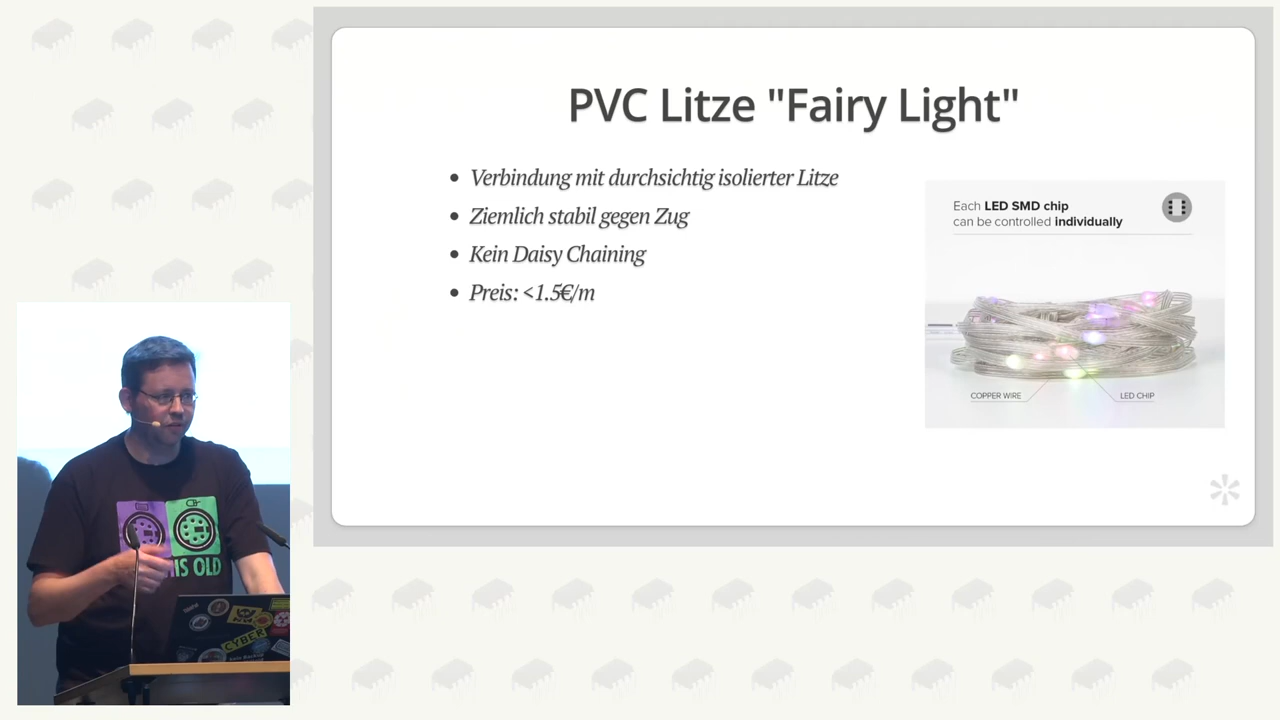 PVC Litze "Fairy Light"
Verbindung mit durchsichtig isolierter Litze
Ziemlich stabil gegen Zug
Kein Daisy Chaining
Preis: <1.5€/m
Each LED SMD chip
can be controlled individually
COPPER WIRE
LED CHIP
IS OLD
CYBER